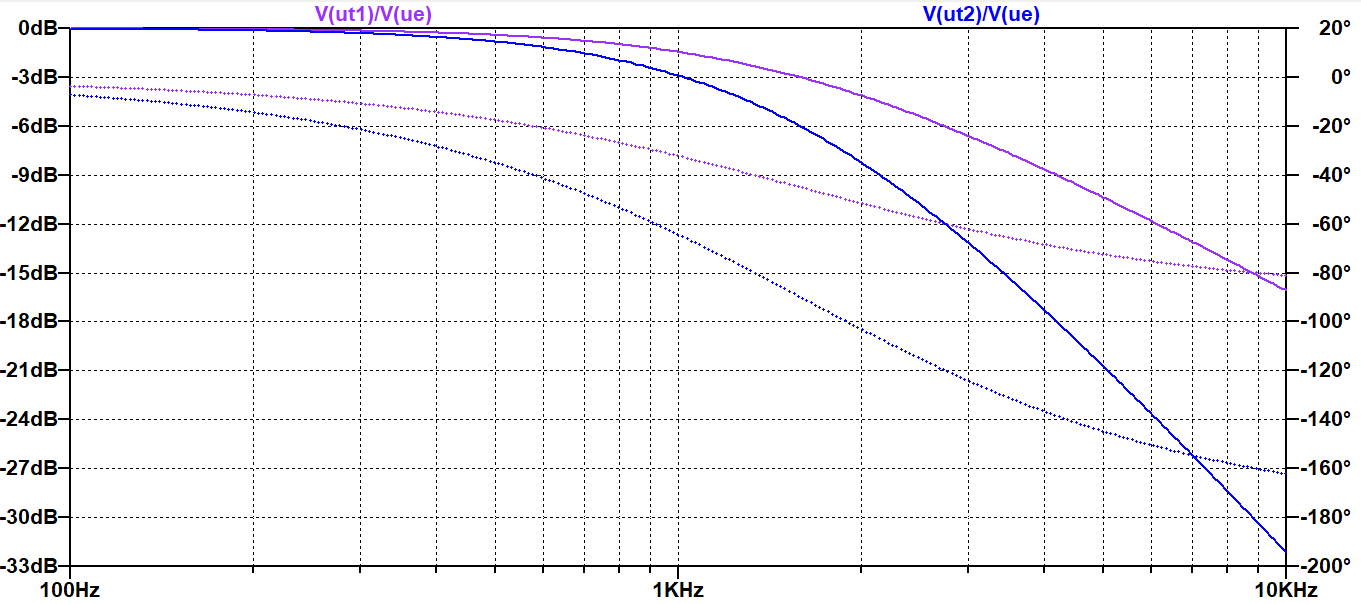 V(ut1)/V(ue) V(ut2)/V(ue)
0dB 20°
-3dB 0°
-6dB -20°
-9dB -40°
-12dB -60°
-15dB -80°
-18dB -100°
-21dB -120°
-24dB -140°
-27dB -160°
-30dB -180°
-33dB -200°
100Hz 1KHz 10KHz